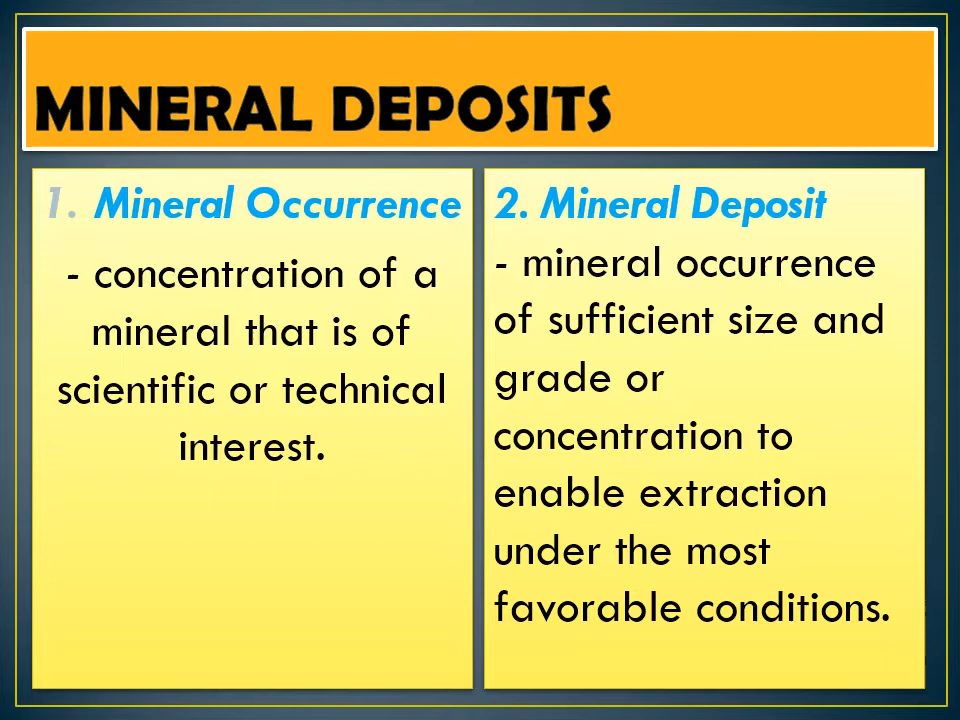 MINERAL DEPOSITS
1. Mineral Occurrence
- concentration of a
mineral that is of
scientific or technical
interest.
2. Mineral Deposit
- mineral occurrence
of sufficient size and
grade or
concentration to
enable extraction
under the most
favorable conditions.